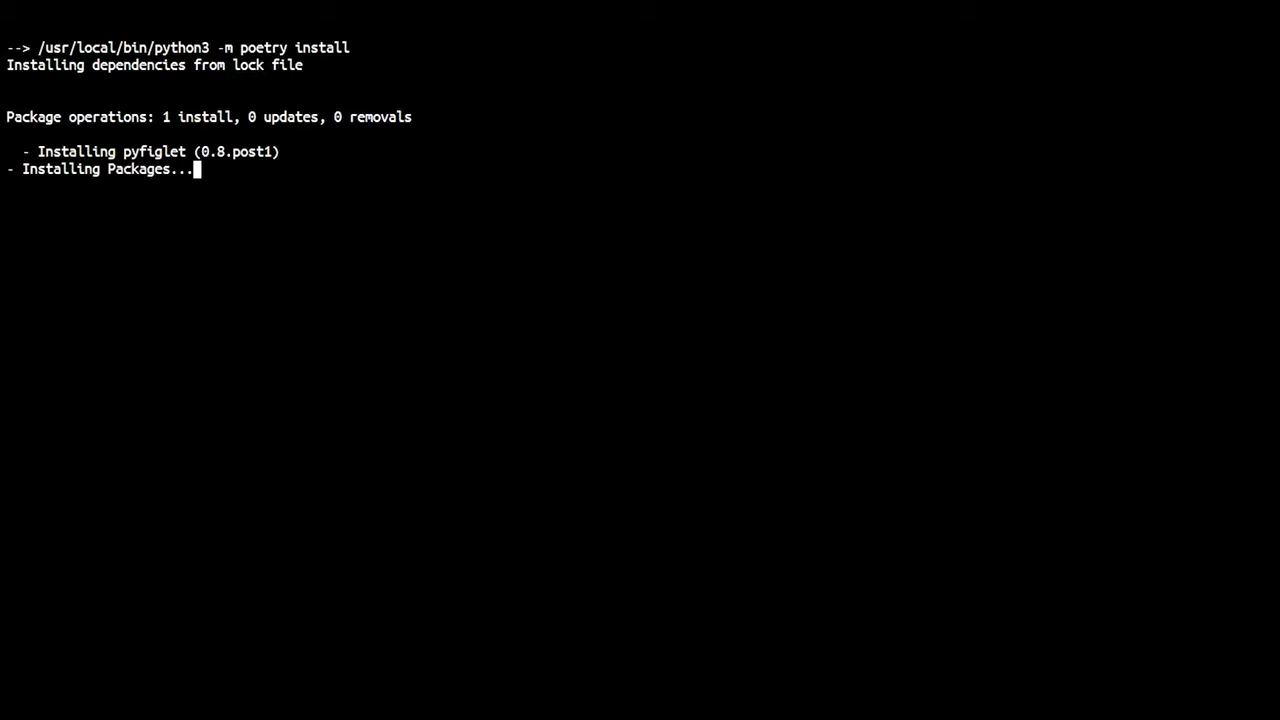 --> /usr/local/bin/python3 -m poetry install
Installing dependencies from lock file
Package operations: 1 install, 0 updates, 0 removals
- Installing pyfiglet (0.8.post1)
- Installing Packages...